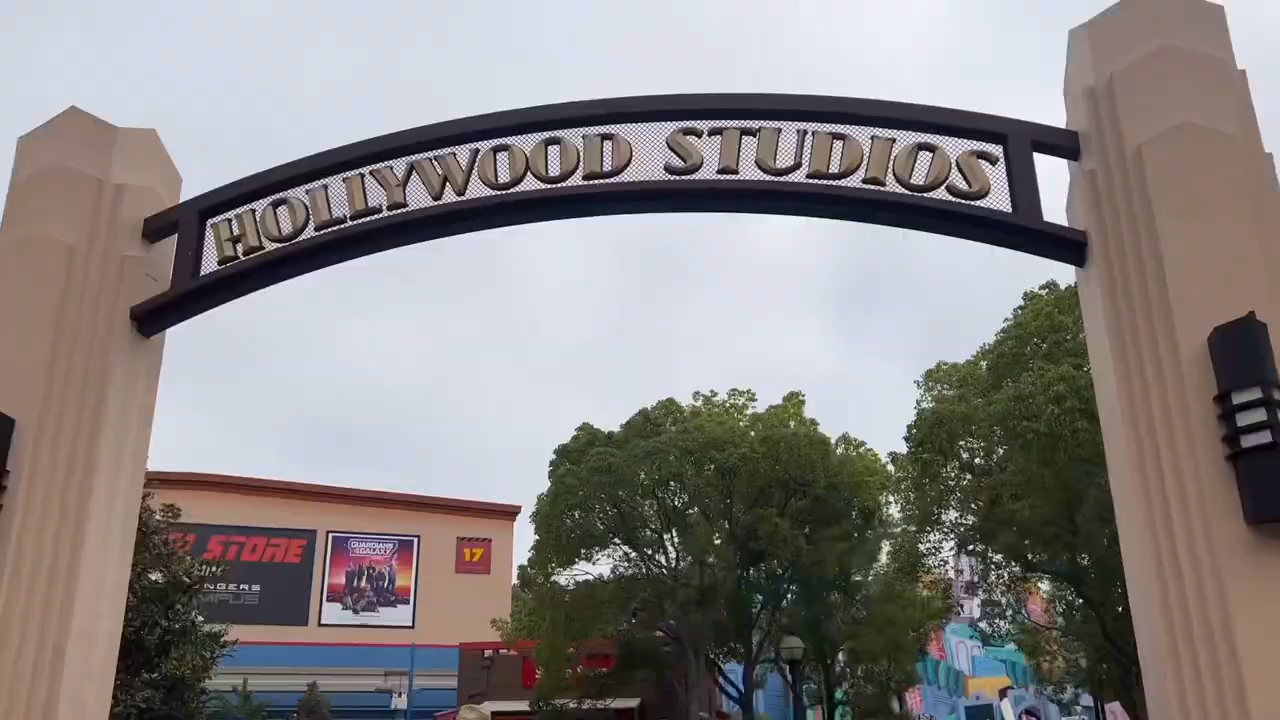 HOLLYWOOD STUDIOS
STORE
GUARDIANS
OF THE
GALAXY
17